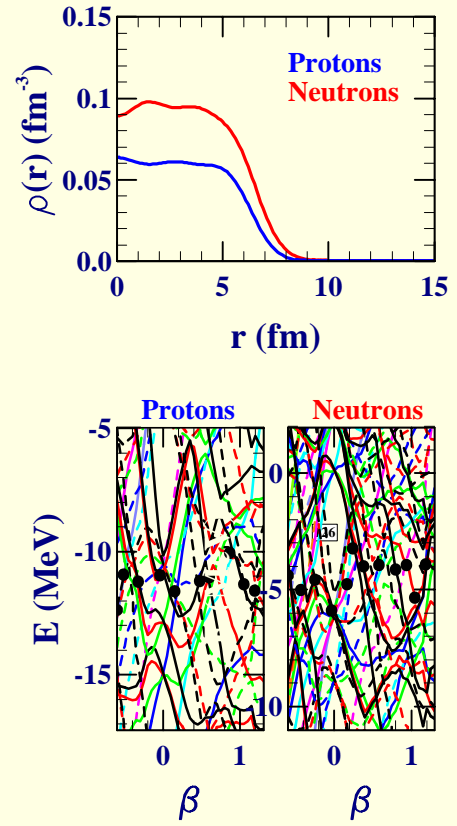 0.15
0.1
0.05
0.0
ρ(r) (fm⁻³)
Protons
Neutrons
0 5 10 15
r (fm)
Protons Neutrons
-5
-10
-15
E (MeV)
0
-5
10
0 1 0 1
β β